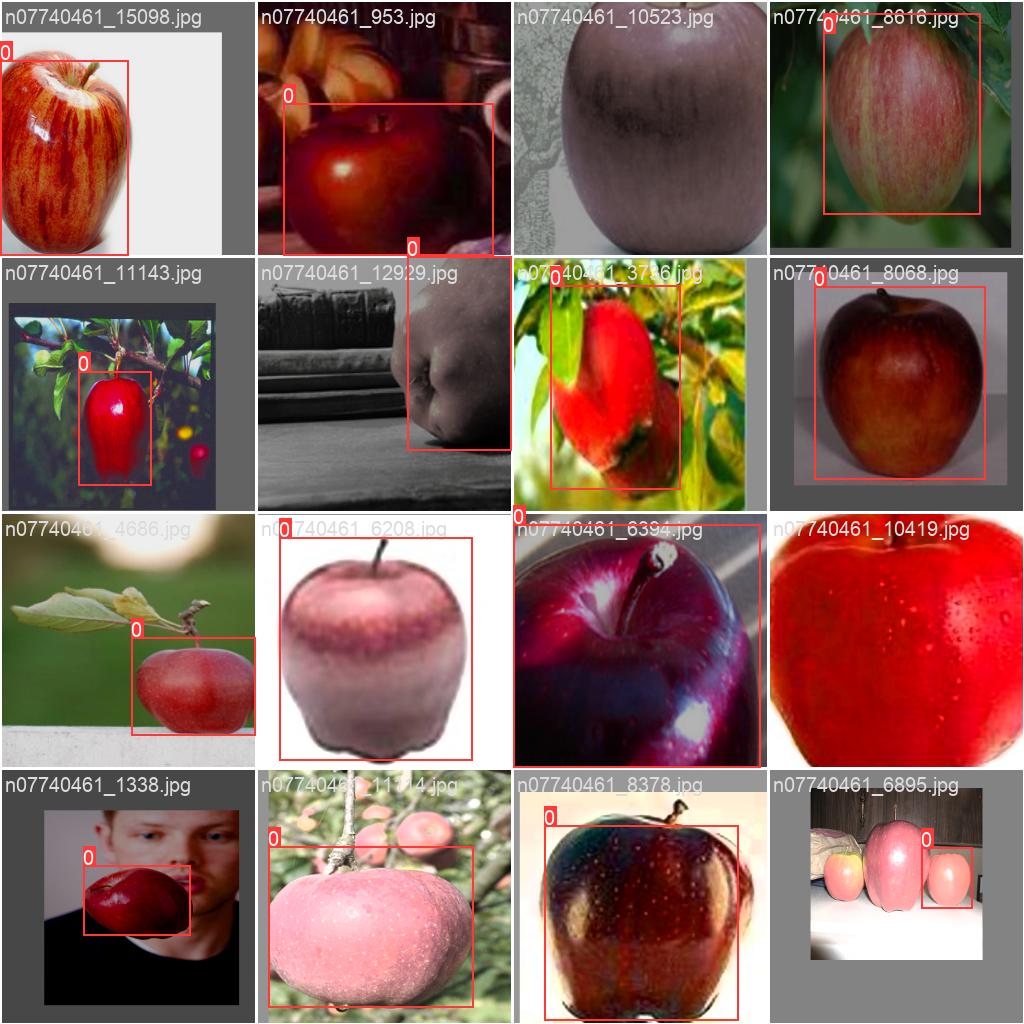 n07740461_15098.jpg
n07740461_953.jpg
n07740461_10523.jpg
n07740461_8616.jpg
0
0
0
n07740461_11143.jpg
n07740461_12929.jpg
n07740461_3736.jpg
n07740461_8068.jpg
0
0
0
0
n07740461_4686.jpg
n07740461_6208.jpg
n07740461_6394.jpg
n07740461_10419.jpg
0
0
0
n07740461_1338.jpg
n07740461_11714.jpg
n07740461_8378.jpg
n07740461_6895.jpg
0
0
0
0